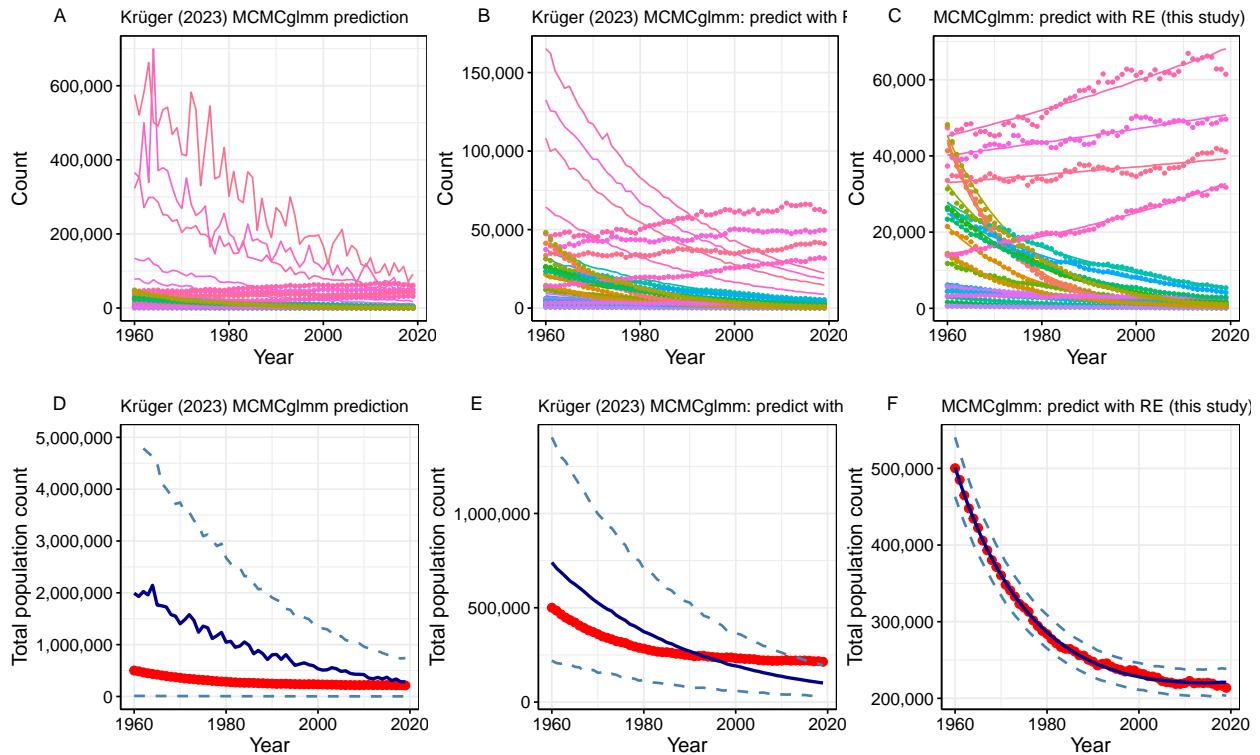 A
Krüger (2023) MCMCglmm prediction
Count
600,000
400,000
200,000
0
1960
1980
2000
2020
Year
B
Krüger (2023) MCMCglmm: predict with
Count
150,000
100,000
50,000
0
1960
1980
2000
2020
Year
C
MCMCglmm: predict with RE (this study)
Count
60,000
40,000
20,000
0
1960
1980
2000
2020
Year
D
Krüger (2023) MCMCglmm prediction
Total population count
5,000,000
4,000,000
3,000,000
2,000,000
1,000,000
0
1960
1980
2000
2020
Year
E
Krüger (2023) MCMCglmm: predict with
Total population count
1,000,000
500,000
0
1960
1980
2000
2020
Year
F
MCMCglmm: predict with RE (this study)
Total population count
500,000
400,000
300,000
200,000
1960
1980
2000
2020
Year